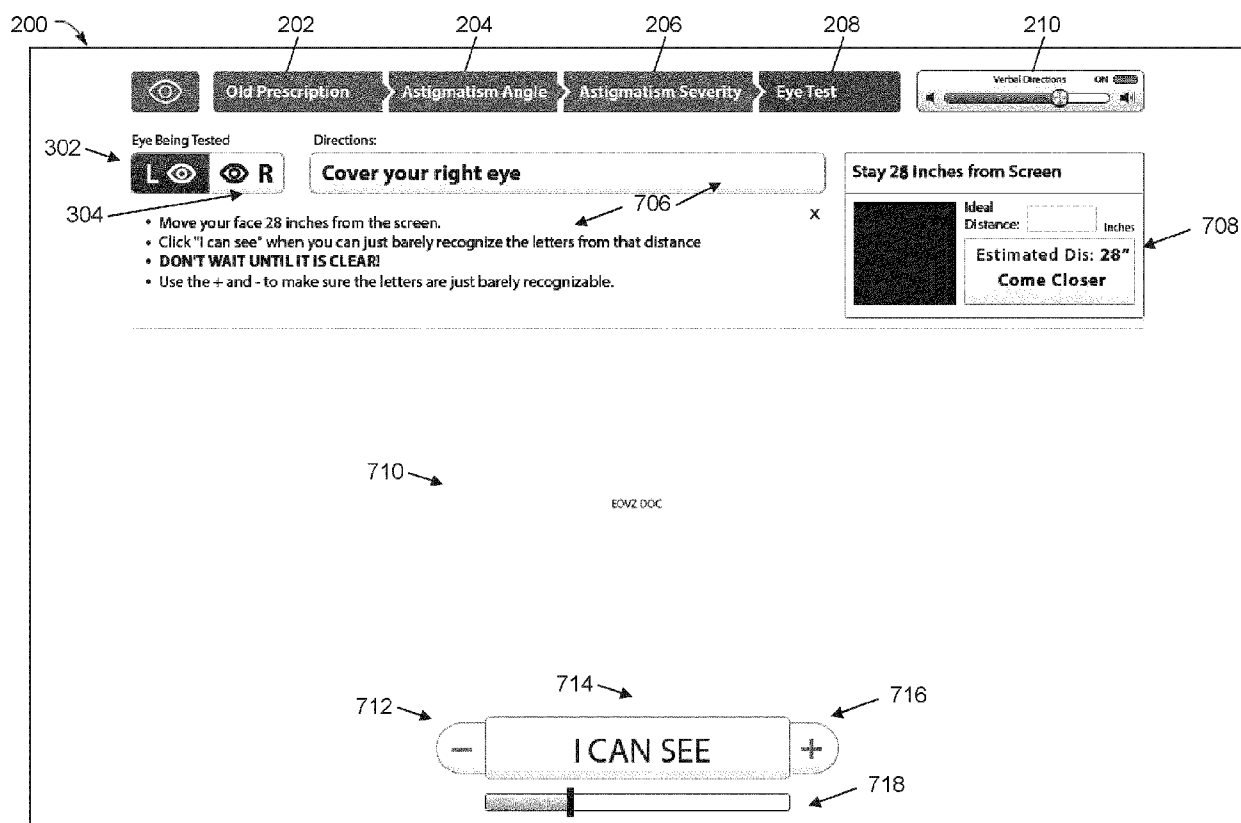 200 202 204 206 208 210
Old Prescription Astigmatism Angle Astigmatism Severity Eye Test
Verbal Directions ON
Eye Being Tested Directions:
302
L R Cover your right eye
304 706
• Move your face 28 inches from the screen. X
• Click "I can see" when you can just barely recognize the letters from that distance
• DON'T WAIT UNTIL IT IS CLEAR!
• Use the + and - to make sure the letters are just barely recognizable.
Stay 28 Inches from Screen
Ideal
Distance: Inches
708
Estimated Dis: 28"
Come Closer
710
EOVZ DOC
714
712 716
- I CAN SEE +
718